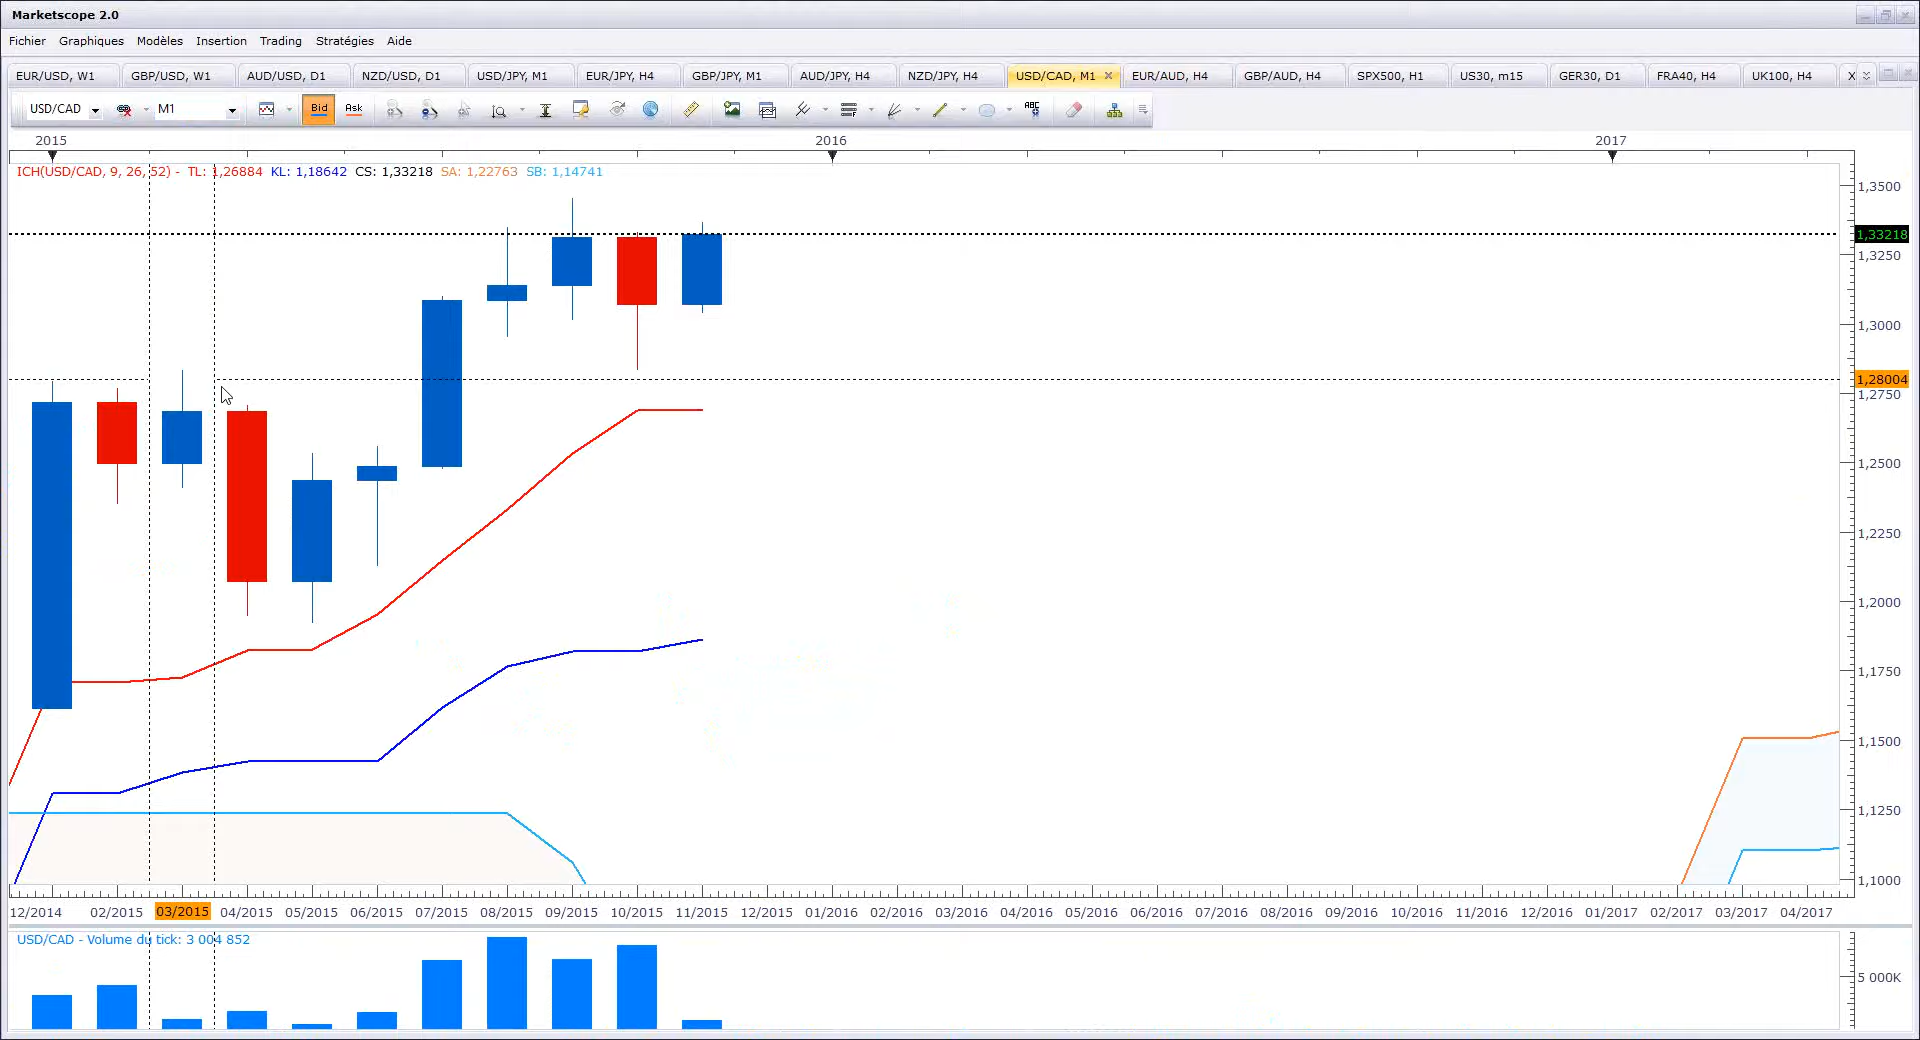 Marketscope 2.0
Fichier Graphiques Modèles Insertion Trading Stratégies Aide
EUR/USD, W1 GBP/USD, W1 AUD/USD, D1 NZD/USD, D1 USD/JPY, M1 EUR/JPY, H4 GBP/JPY, M1 AUD/JPY, H4 NZD/JPY, H4 USD/CAD, M1 EUR/AUD, H4 GBP/AUD, H4 SPX500, H1 US30, m15 GER30, D1 FRA40, H4 UK100, H4 X
USD/CAD M1 Bid Ask ABC
2015 2016 2017
ICH(USD/CAD, 9, 26, 52) - TL: 1,26884 KL: 1,18642 CS: 1,33218 SA: 1,22763 SB: 1,14741
1,3500
1,33218
1,3250
1,3000
1,28004
1,2750
1,2500
1,2250
1,2000
1,1750
1,1500
1,1250
1,1000
12/2014 02/2015 03/2015 04/2015 05/2015 06/2015 07/2015 08/2015 09/2015 10/2015 11/2015 12/2015 01/2016 02/2016 03/2016 04/2016 05/2016 06/2016 07/2016 08/2016 09/2016 10/2016 11/2016 12/2016 01/2017 02/2017 03/2017 04/2017
USD/CAD - Volume du tick: 3 004 852
5 000K